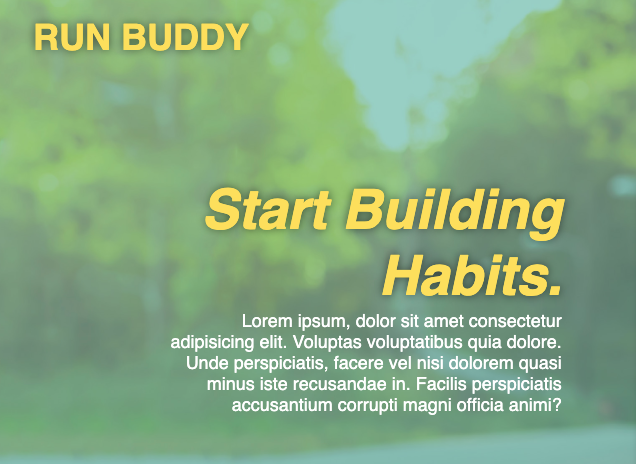 RUN BUDDY
Start Building
Habits.
Lorem ipsum, dolor sit amet consectetur
adipisicing elit. Voluptas voluptatibus quia dolore.
Unde perspiciatis, facere vel nisi dolorem quasi
minus iste recusandae in. Facilis perspiciatis
accusantium corrupti magni officia animi?